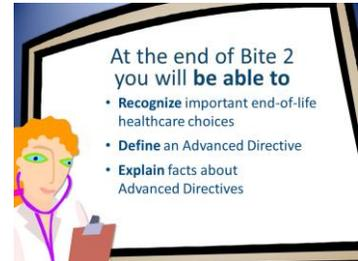 At the end of Bite 2
you will be able to
• Recognize important end-of-life
healthcare choices
• Define an Advanced Directive
• Explain facts about
Advanced Directives